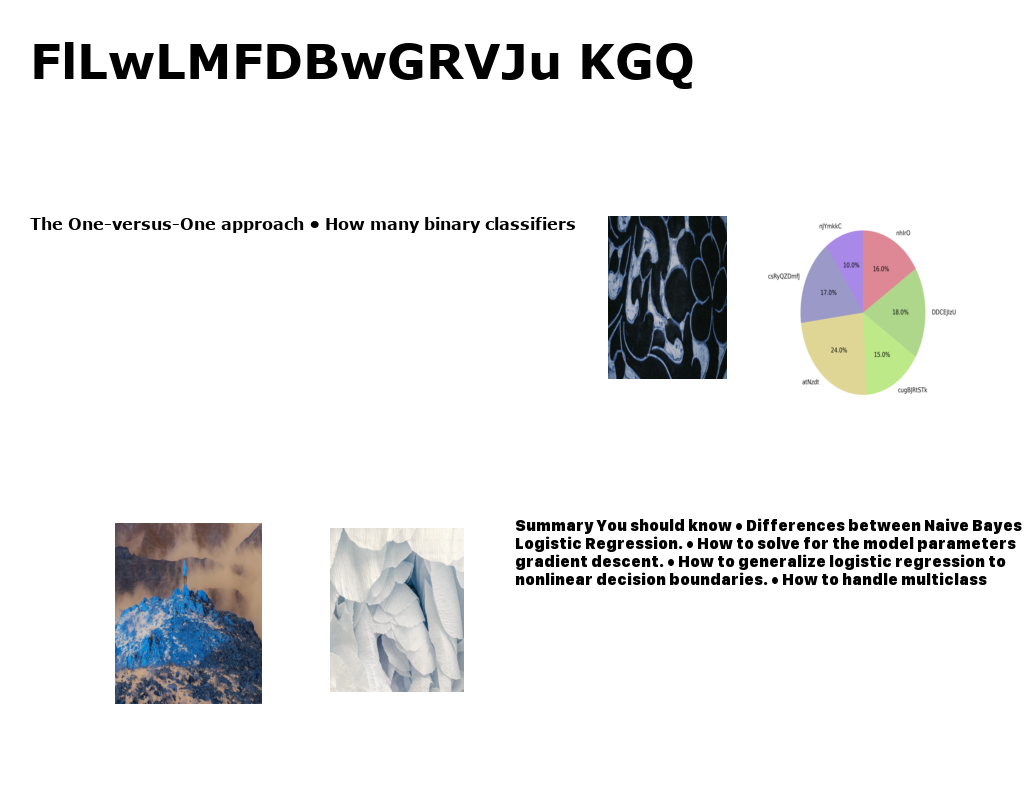 FlLwLMFDBwGRVJu KGQ
The One-versus-One approach • How many binary classifiers
njYmkkC
nhlrO
10.0%
16.0%
csRyQZDmfJ
17.0%
18.0%
DDCEJIzU
24.0%
15.0%
atNzdt
cugBJRtSTk
Summary You should know • Differences between Naive Bayes
Logistic Regression. • How to solve for the model parameters
gradient descent. • How to generalize logistic regression to
nonlinear decision boundaries. • How to handle multiclass